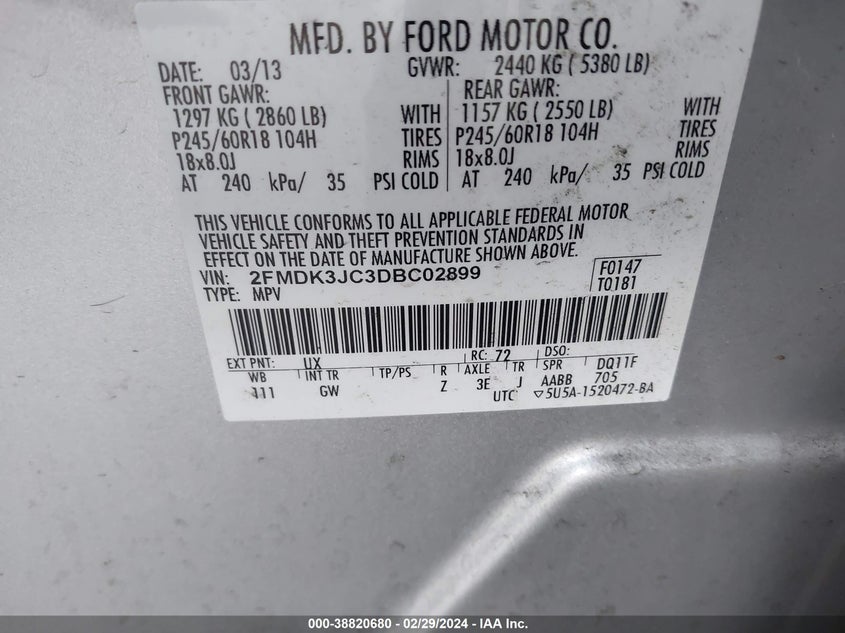 MFD. BY FORD MOTOR CO.
DATE: 03/13 GVWR: 2440 KG ( 5380 LB)
FRONT GAWR: REAR GAWR:
1297 KG ( 2860 LB) WITH 1157 KG ( 2550 LB) WITH
P245/60R18 104H TIRES P245/60R18 104H TIRES
18x8.0J RIMS 18x8.0J RIMS
AT 240 kPa/ 35 PSI COLD AT 240 kPa/ 35 PSI COLD
THIS VEHICLE CONFORMS TO ALL APPLICABLE FEDERAL MOTOR
VEHICLE SAFETY AND THEFT PREVENTION STANDARDS IN
EFFECT ON THE DATE OF MANUFACTURE SHOWN ABOVE.
VIN: 2FMDK3JC3DBC02899 F0147
TYPE: MPV T0181
EXT PNT: UX RC: 72 DSO:
WB INT TR TP/PS R AXLE TR SPR DQ11F
111 GW Z 3E J AABB 705
UTC ▽5U5A-1520472-BA
000-38820680 - 02/29/2024 - IAA Inc.